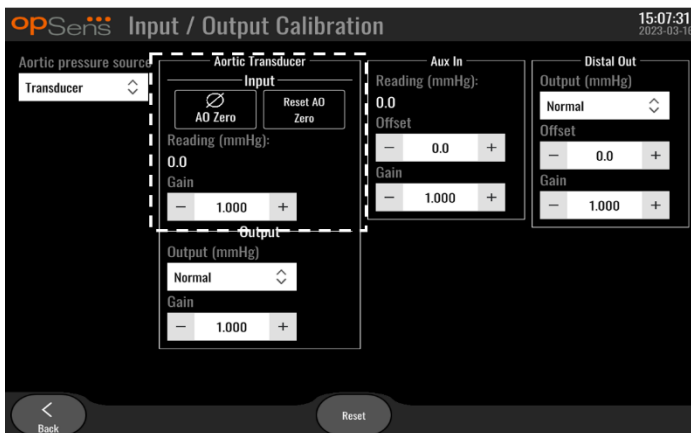 opSens Input / Output Calibration
15:07:31
2023-03-16
Aortic pressure source
Transducer
Aortic Transducer
Input
AO Zero
Reset AO
Zero
Reading (mmHg):
0.0
Gain
− 1.000 +
Output
Output (mmHg)
Normal
Gain
− 1.000 +
Aux In
Reading (mmHg):
0.0
Offset
− 0.0 +
Gain
− 1.000 +
Distal Out
Output (mmHg)
Normal
Offset
− 0.0 +
Gain
− 1.000 +
Back
Reset